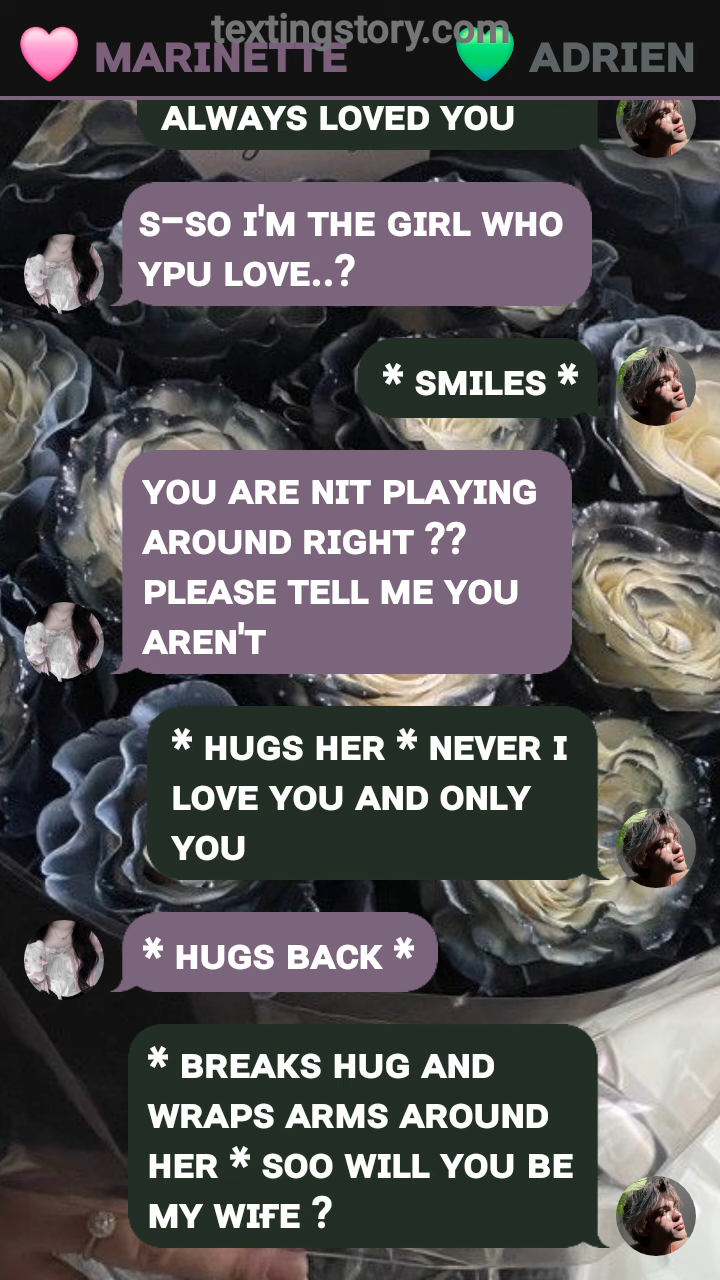 textingstory.com
🩷 MARINETTE 💚 ADRIEN
ALWAYS LOVED YOU
S-SO I'M THE GIRL WHO
YPU LOVE..?
* SMILES *
YOU ARE NIT PLAYING
AROUND RIGHT ??
PLEASE TELL ME YOU
AREN'T
* HUGS HER * NEVER I
LOVE YOU AND ONLY
YOU
* HUGS BACK *
* BREAKS HUG AND
WRAPS ARMS AROUND
HER * SOO WILL YOU BE
MY WIFE ?